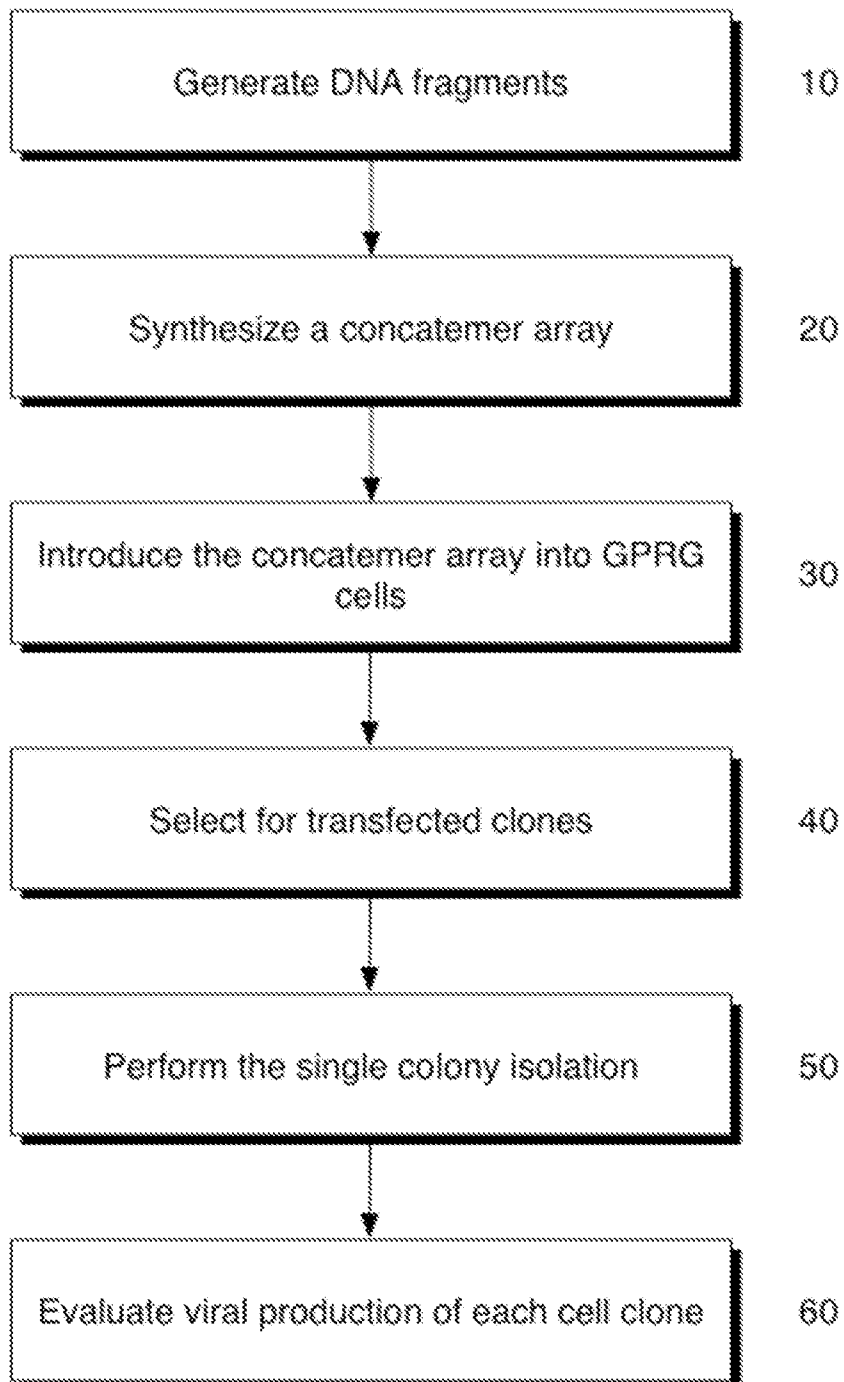 Generate DNA fragments 10
Synthesize a concatemer array 20
Introduce the concatemer array into GPRG 30
cells
Select for transfected clones 40
Perform the single colony isolation 50
Evaluate viral production of each cell clone 60